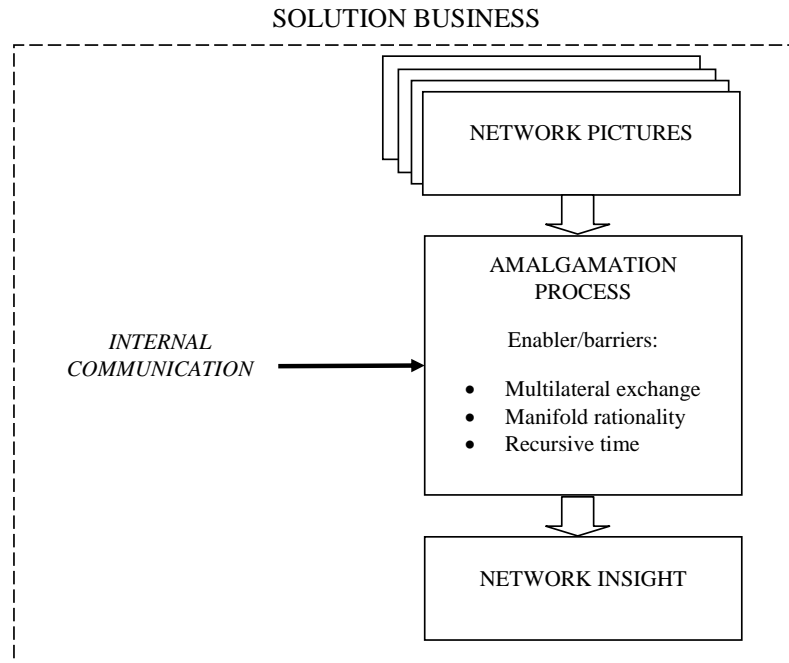 SOLUTION BUSINESS
NETWORK PICTURES
AMALGAMATION
PROCESS
Enabler/barriers:
• Multilateral exchange
• Manifold rationality
• Recursive time
INTERNAL
COMMUNICATION
NETWORK INSIGHT